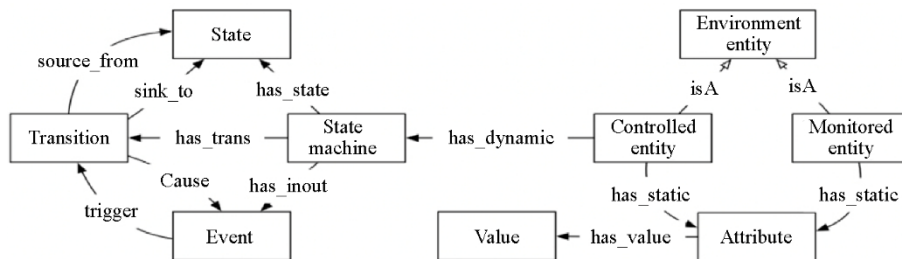 State
Environment
entity
source_from
sink_to
has_state
isA
isA
Transition
has_trans
State
machine
has_dynamic
Controlled
entity
Monitored
entity
Cause
has_inout
has_static
has_static
trigger
Event
Value
has_value
Attribute